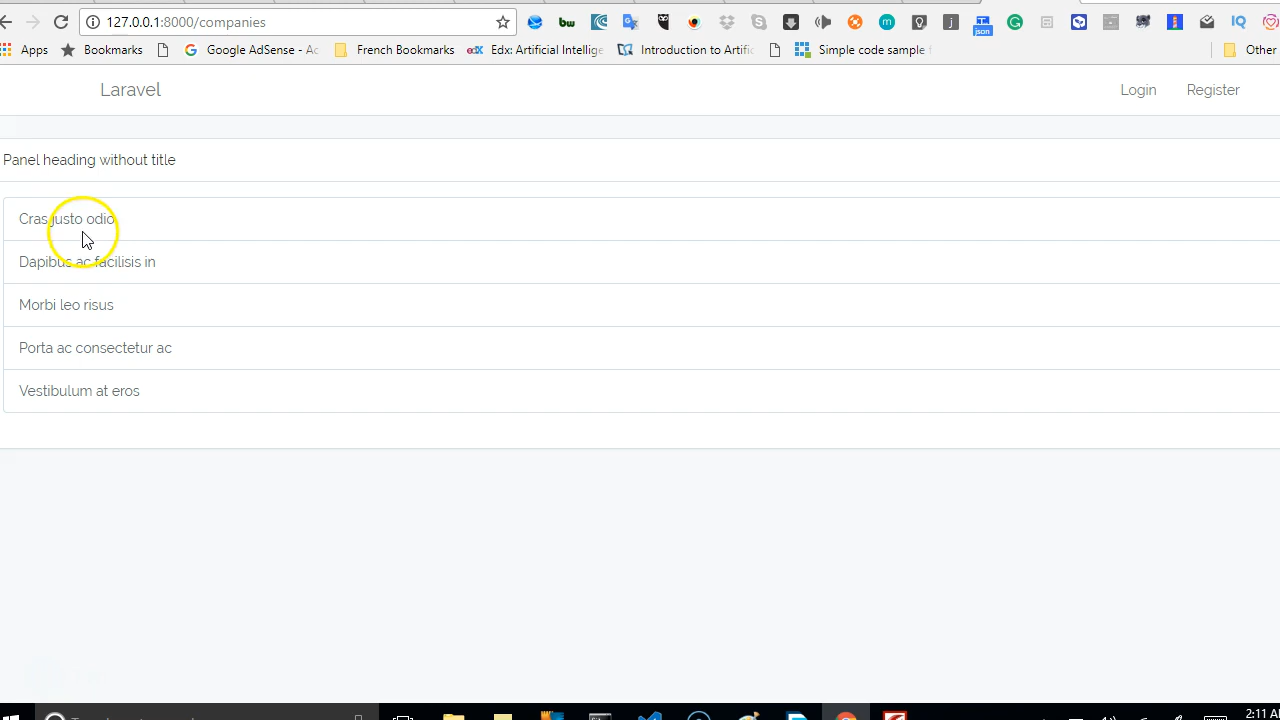 127.0.0.1:8000/companies
json
Apps Bookmarks Google AdSense - Ac French Bookmarks edX Edx: Artificial Intellige Introduction to Artific Simple code sample f Other
Laravel Login Register
Panel heading without title
Cras justo odio
Dapibus ac facilisis in
Morbi leo risus
Porta ac consectetur ac
Vestibulum at eros
2:11 A